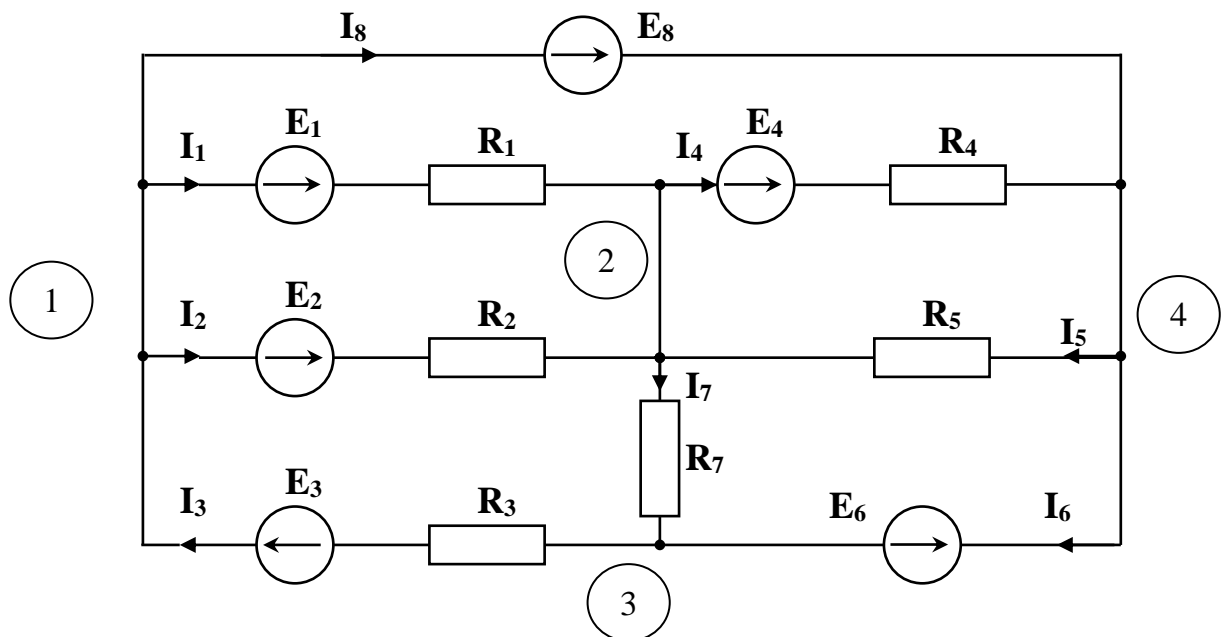 I₈ E₈
I₁ E₁ R₁ I₄ E₄ R₄
2
1
I₂ E₂ R₂ R₅ I₅ 4
I₇
R₇
I₃ E₃ R₃ E₆ I₆
3